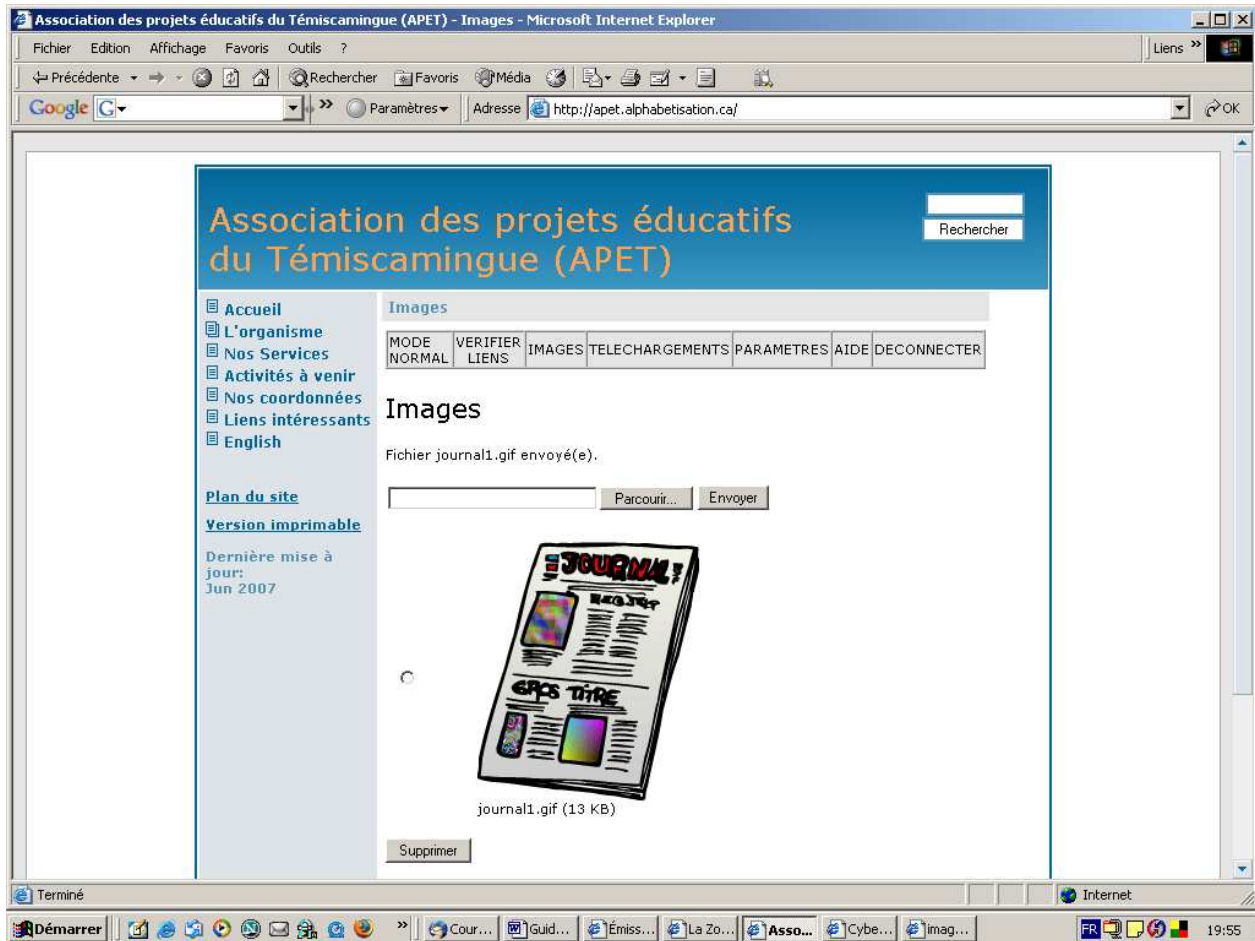 Association des projets éducatifs du Témiscamingue (APET) - Images - Microsoft Internet Explorer
Fichier Edition Affichage Favoris Outils ?
Liens »
Précédente Rechercher Favoris Média
Google G Paramètres Adresse http://apet.alphabetisation.ca/ OK
Association des projets éducatifs
du Témiscamingue (APET)
Rechercher
Accueil
L'organisme
Nos Services
Activités à venir
Nos coordonnées
Liens intéressants
English
Plan du site
Version imprimable
Dernière mise à
jour:
Jun 2007
Images
MODE NORMAL VERIFIER LIENS IMAGES TELECHARGEMENTS PARAMETRES AIDE DECONNECTER
Images
Fichier journal1.gif envoyé(e).
Parcourir... Envoyer
JOURNAL
GROS TITRE
journal1.gif (13 KB)
Supprimer
Terminé Internet
Démarrer » Cour... Guid... Émiss... La Zo... Asso... Cybe... imag... FR 19:55